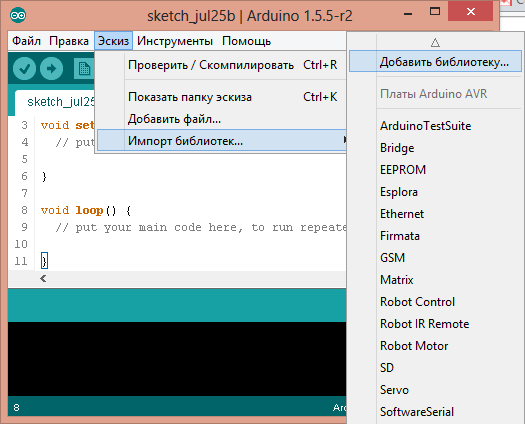 sketch_jul25b | Arduino 1.5.5-r2
Файл Правка Эскиз Инструменты Помощь
Проверить / Скомпилировать Ctrl+R
Показать папку эскиза Ctrl+K
Добавить файл...
Импорт библиотек...
Добавить библиотеку...
Платы Arduino AVR
ArduinoTestSuite
Bridge
EEPROM
Esplora
Ethernet
Firmata
GSM
Matrix
Robot Control
Robot IR Remote
Robot Motor
SD
Servo
SoftwareSerial
sketch_jul25
3 void set
4 // put
5
6 }
7
8 void loop() {
9 // put your main code here, to run repeate
10
11 }
8 Ard